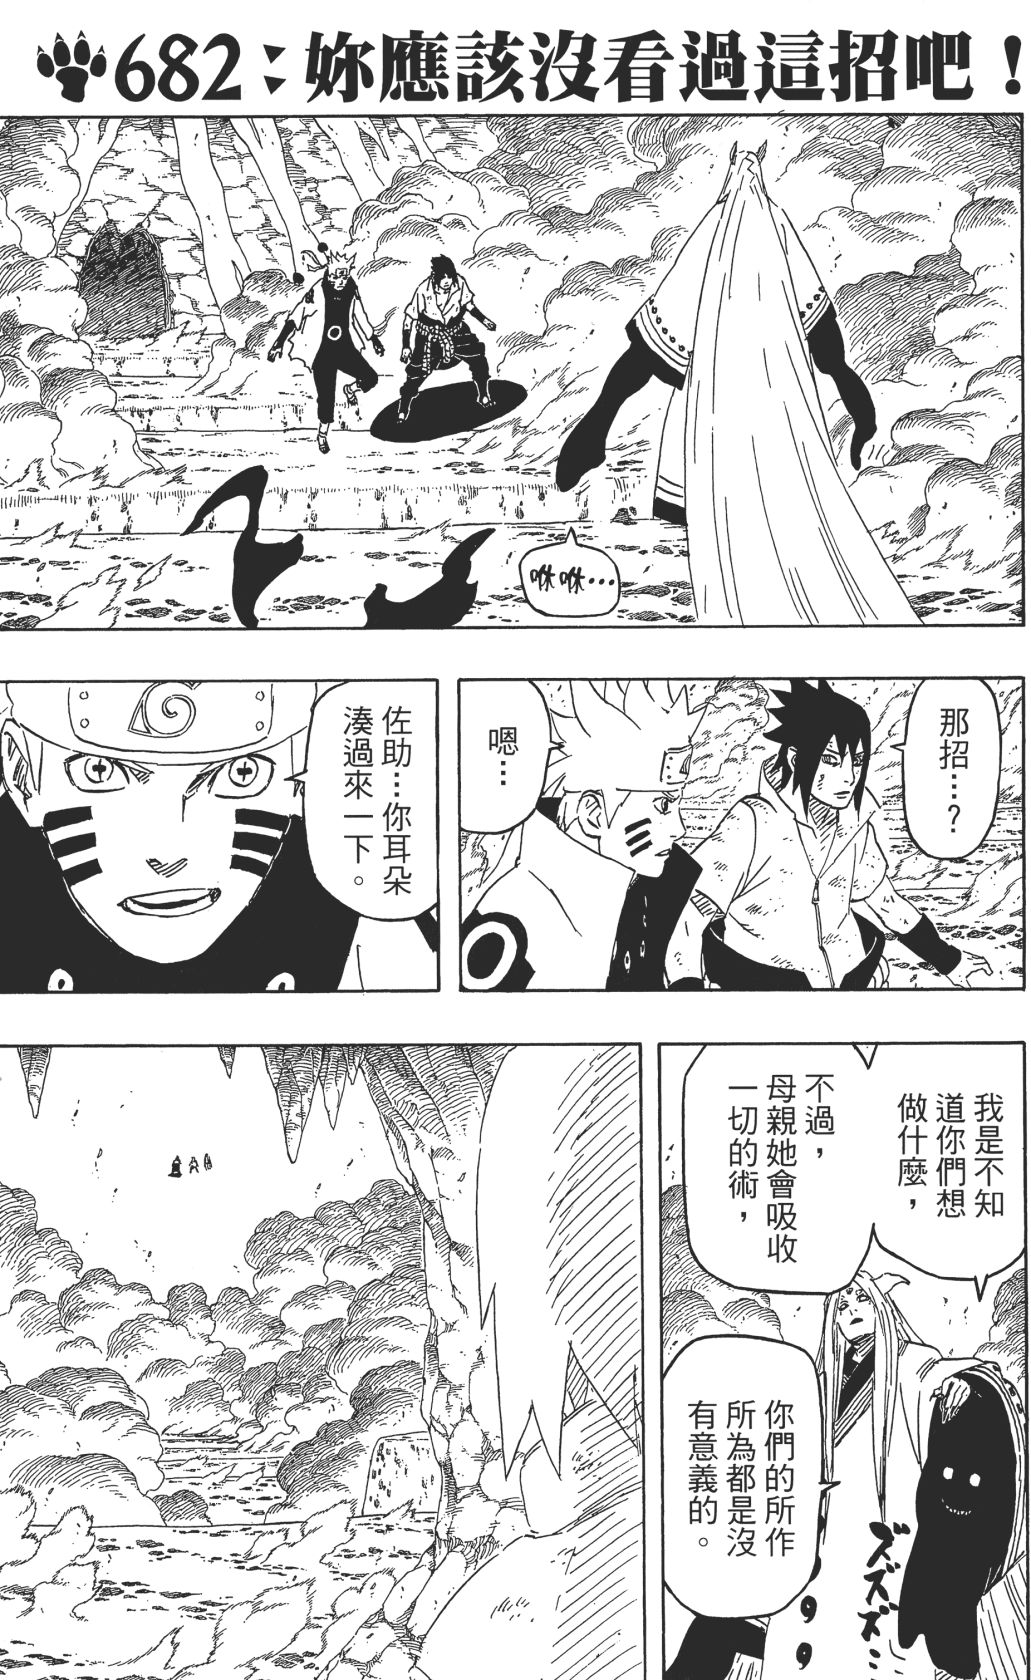 682：妳應該沒看過這招吧！
咻咻…
那招…？
嗯…
佐助…你耳朵
湊過來一下。
我是不知
道你們想
做什麼，
不過，
母親她會吸收
一切的術，
你們的所作
所為都是沒
有意義的。
ズズズ…